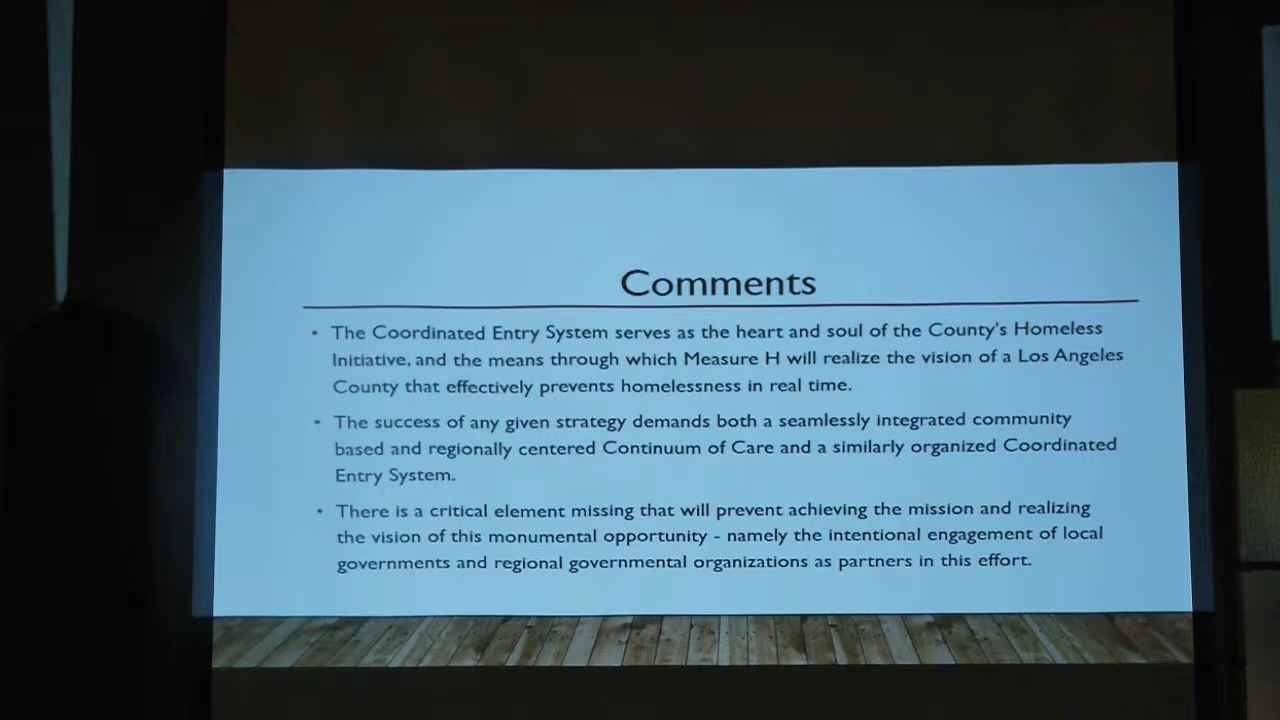 Comments
• The Coordinated Entry System serves as the heart and soul of the County's Homeless
Initiative, and the means through which Measure H will realize the vision of a Los Angeles
County that effectively prevents homelessness in real time.
• The success of any given strategy demands both a seamlessly integrated community
based and regionally centered Continuum of Care and a similarly organized Coordinated
Entry System.
• There is a critical element missing that will prevent achieving the mission and realizing
the vision of this monumental opportunity - namely the intentional engagement of local
governments and regional governmental organizations as partners in this effort.